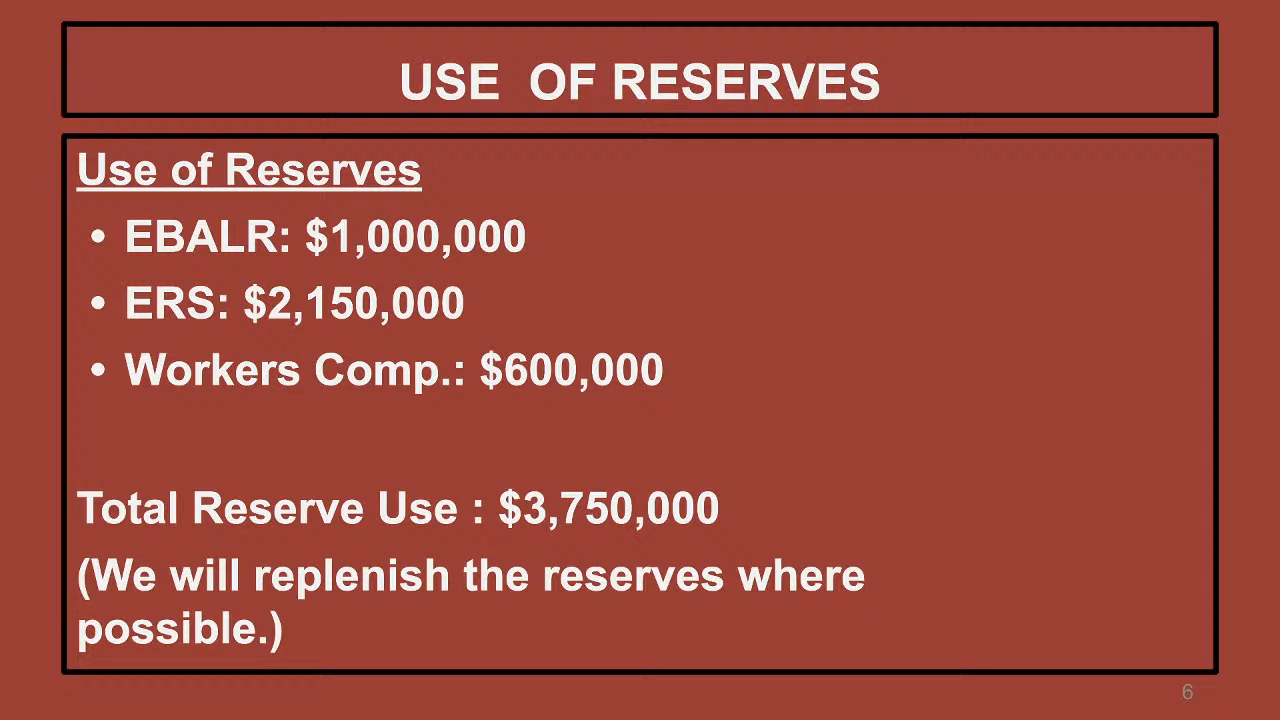 USE  OF RESERVES
Use of Reserves
• EBALR: $1,000,000
• ERS: $2,150,000
• Workers Comp.: $600,000
Total Reserve Use : $3,750,000
(We will replenish the reserves where
possible.)
6